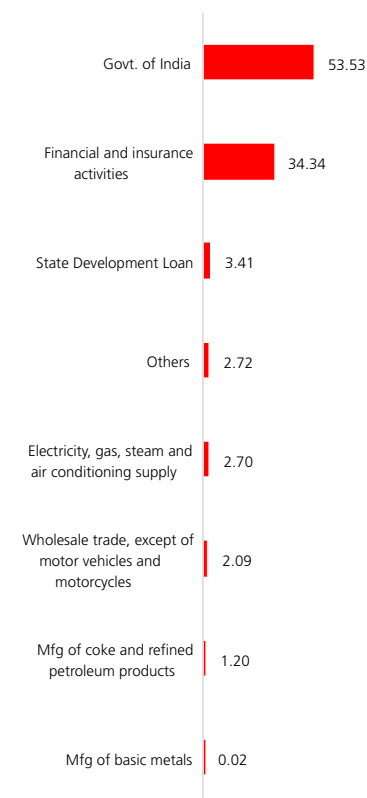 Govt. of India 53.53
Financial and insurance
activities 34.34
State Development Loan 3.41
Others 2.72
Electricity, gas, steam and
air conditioning supply 2.70
Wholesale trade, except of
motor vehicles and 2.09
motorcycles
Mfg of coke and refined
petroleum products 1.20
Mfg of basic metals 0.02